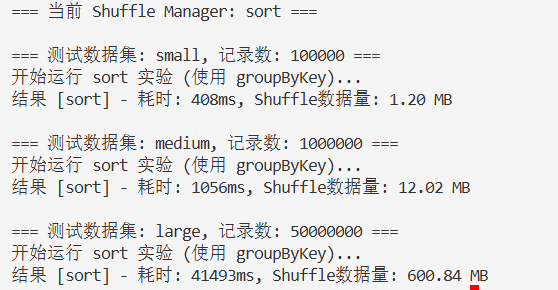 === 当前 Shuffle Manager: sort ===
=== 测试数据集: small, 记录数: 100000 ===
开始运行 sort 实验 (使用 groupByKey)...
结果 [sort] - 耗时: 408ms, Shuffle数据量: 1.20 MB
=== 测试数据集: medium, 记录数: 1000000 ===
开始运行 sort 实验 (使用 groupByKey)...
结果 [sort] - 耗时: 1056ms, Shuffle数据量: 12.02 MB
=== 测试数据集: large, 记录数: 50000000 ===
开始运行 sort 实验 (使用 groupByKey)...
结果 [sort] - 耗时: 41493ms, Shuffle数据量: 600.84 MB